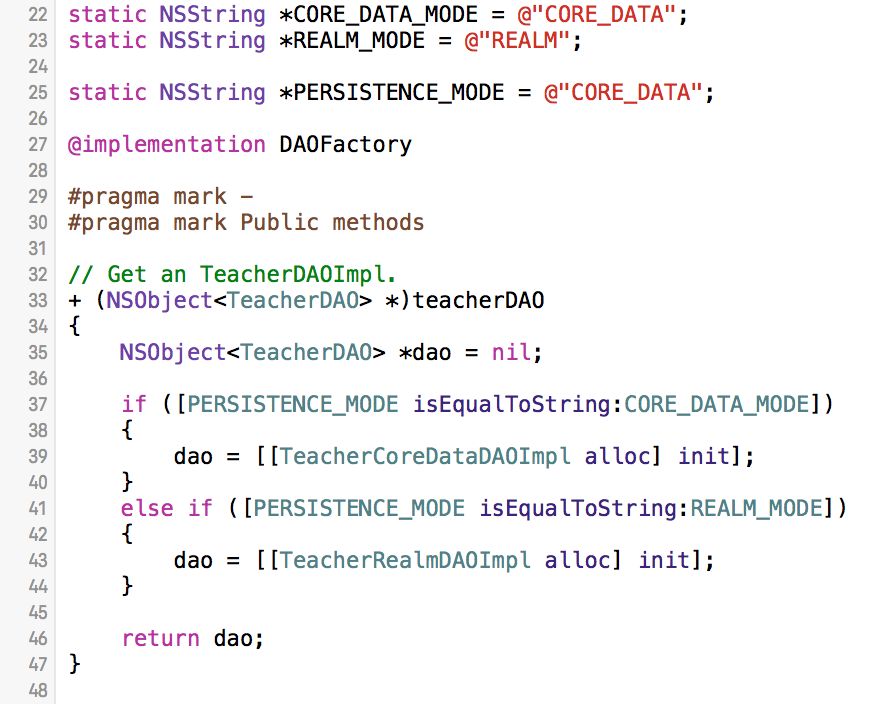 22 static NSString *CORE_DATA_MODE = @"CORE_DATA";
23 static NSString *REALM_MODE = @"REALM";
24
25 static NSString *PERSISTENCE_MODE = @"CORE_DATA";
26
27 @implementation DAOFactory
28
29 #pragma mark –
30 #pragma mark Public methods
31
32 // Get an TeacherDAOImpl.
33 + (NSObject<TeacherDAO> *)teacherDAO
34 {
35     NSObject<TeacherDAO> *dao = nil;
36
37     if ([PERSISTENCE_MODE isEqualToString:CORE_DATA_MODE])
38     {
39         dao = [[TeacherCoreDataDAOImpl alloc] init];
40     }
41     else if ([PERSISTENCE_MODE isEqualToString:REALM_MODE])
42     {
43         dao = [[TeacherRealmDAOImpl alloc] init];
44     }
45
46     return dao;
47 }
48